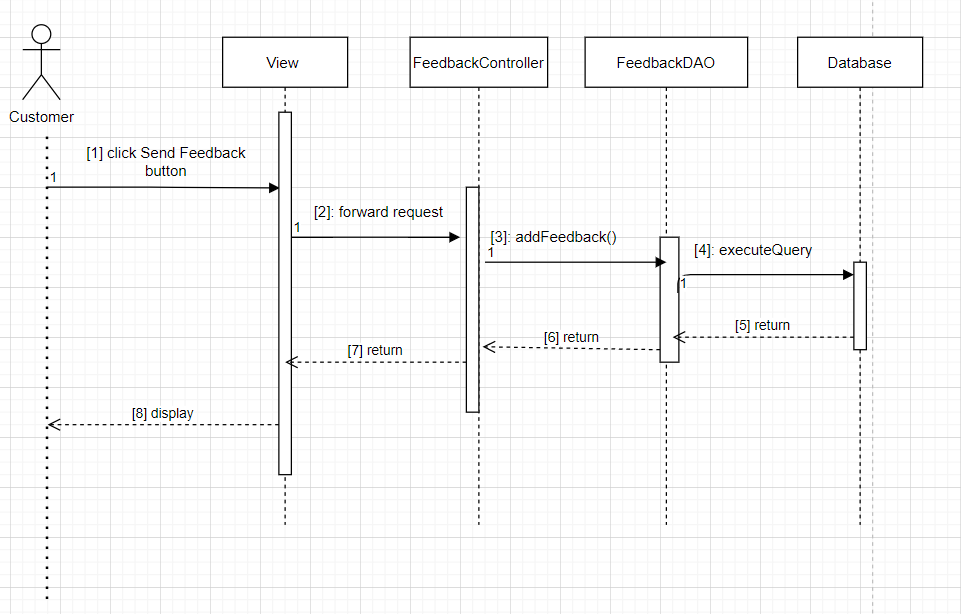 View
FeedbackController
FeedbackDAO
Database
Customer
[1] click Send Feedback
button
1
[2]: forward request
1
[3]: addFeedback()
1
[4]: executeQuery
1
[5] return
[6] return
[7] return
[8] display